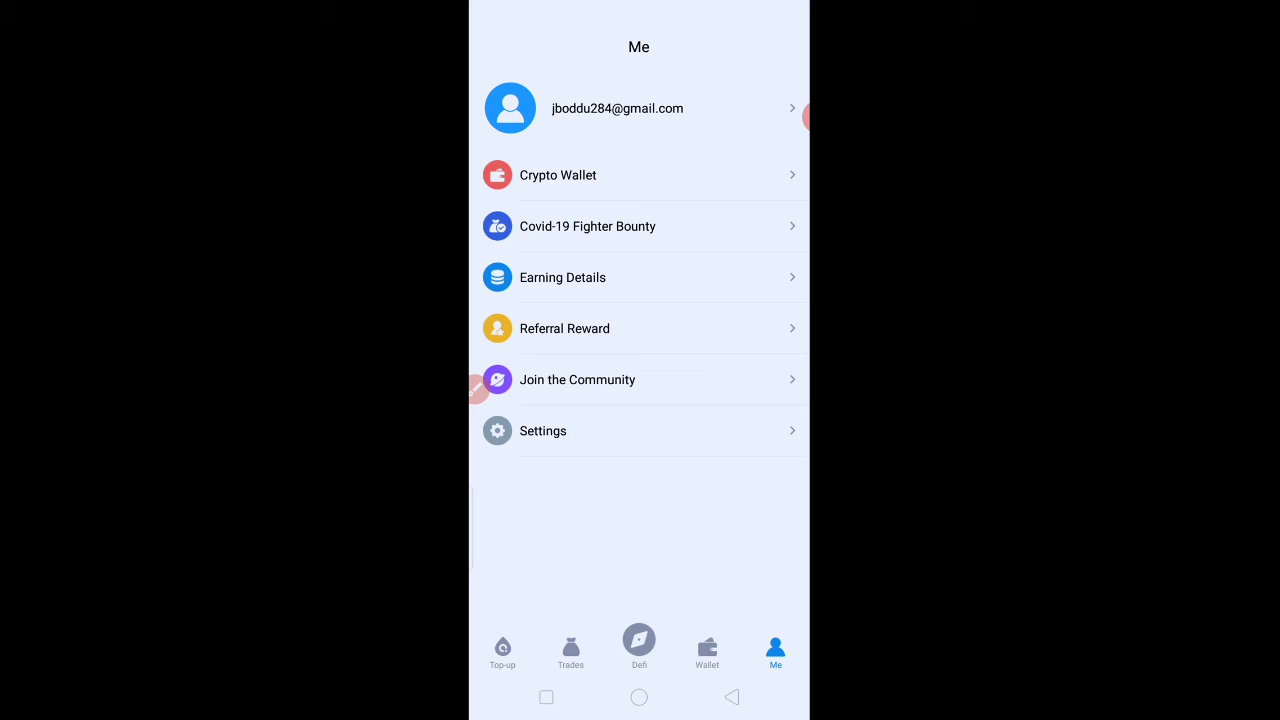 Me
jboddu284@gmail.com
Crypto Wallet
Covid-19 Fighter Bounty
Earning Details
Referral Reward
Join the Community
Settings
Top-up
Trades
Defi
Wallet
Me